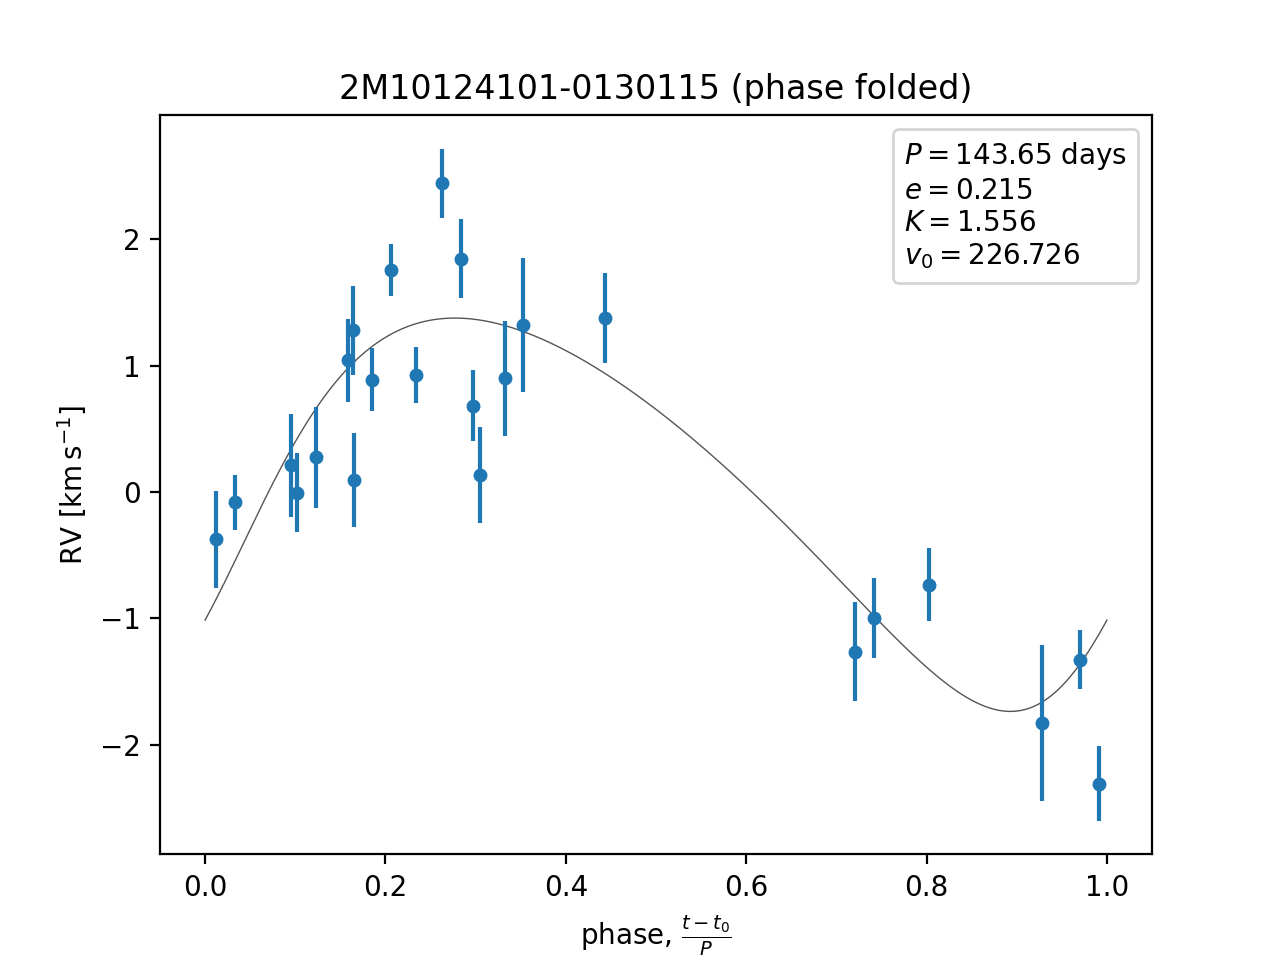 2M10124101-0130115 (phase folded)
P = 143.65 days
e = 0.215
K = 1.556
v₀ = 226.726
RV [km s⁻¹]
2
1
0
−1
−2
0.0 0.2 0.4 0.6 0.8 1.0
phase, (t − t₀)/P